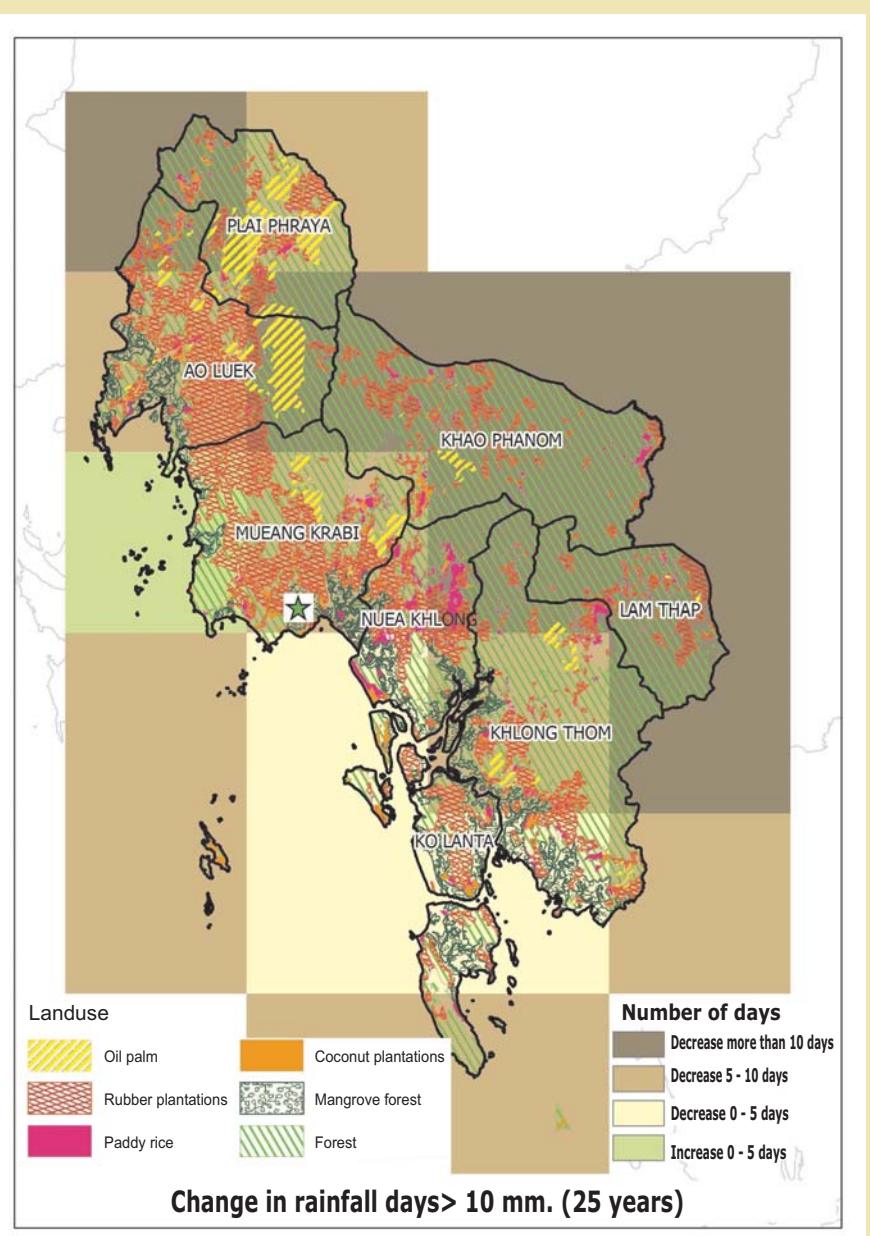 PLAI PHRAYA
AO LUEK
KHAO PHANOM
MUEANG KRABI
LAM THAP
NUEA KHLONG
KHLONG THOM
KO LANTA
Landuse
Oil palm
Coconut plantations
Rubber plantations
Mangrove forest
Paddy rice
Forest
Number of days
Decrease more than 10 days
Decrease 5 - 10 days
Decrease 0 - 5 days
Increase 0 - 5 days
Change in rainfall days> 10 mm. (25 years)